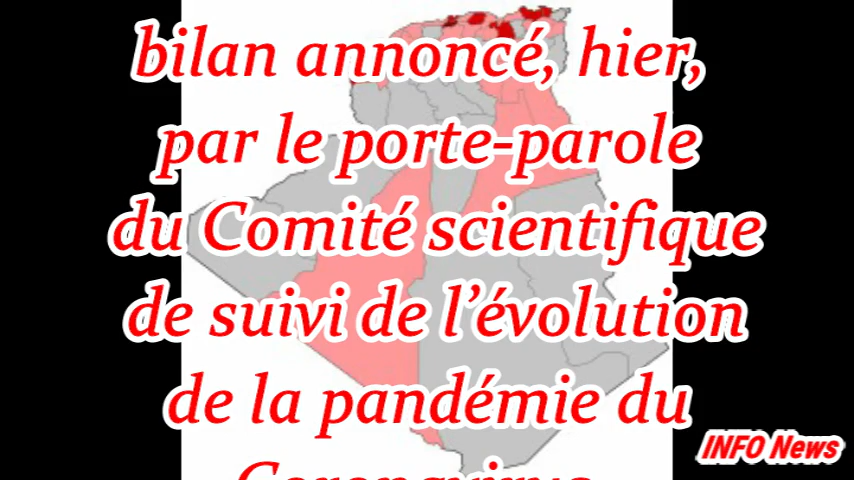 bilan annoncé, hier,
par le porte-parole
du Comité scientifique
de suivi de l’évolution
de la pandémie du
Coronavirus
INFO News